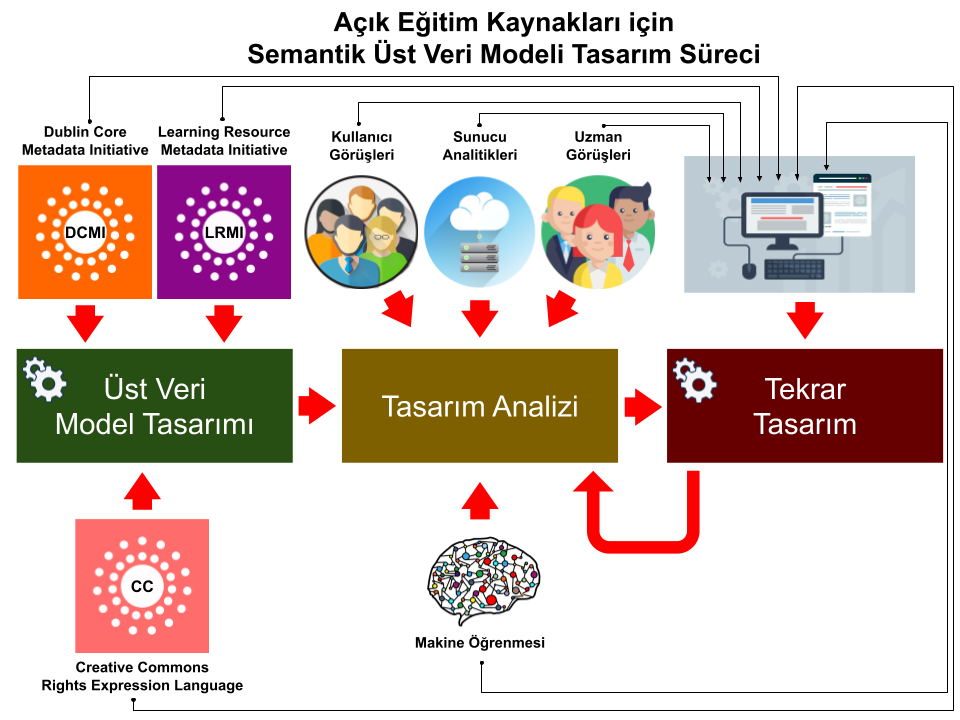 Açık Eğitim Kaynakları için
Semantik Üst Veri Modeli Tasarım Süreci
Dublin Core
Metadata Initiative
Learning Resource
Metadata Initiative
Kullanıcı
Görüşleri
Sunucu
Analitikleri
Uzman
Görüşleri
DCMI
LRMI
Üst Veri
Model Tasarımı
Tasarım Analizi
Tekrar
Tasarım
CC
Creative Commons
Rights Expression Language
Makine Öğrenmesi